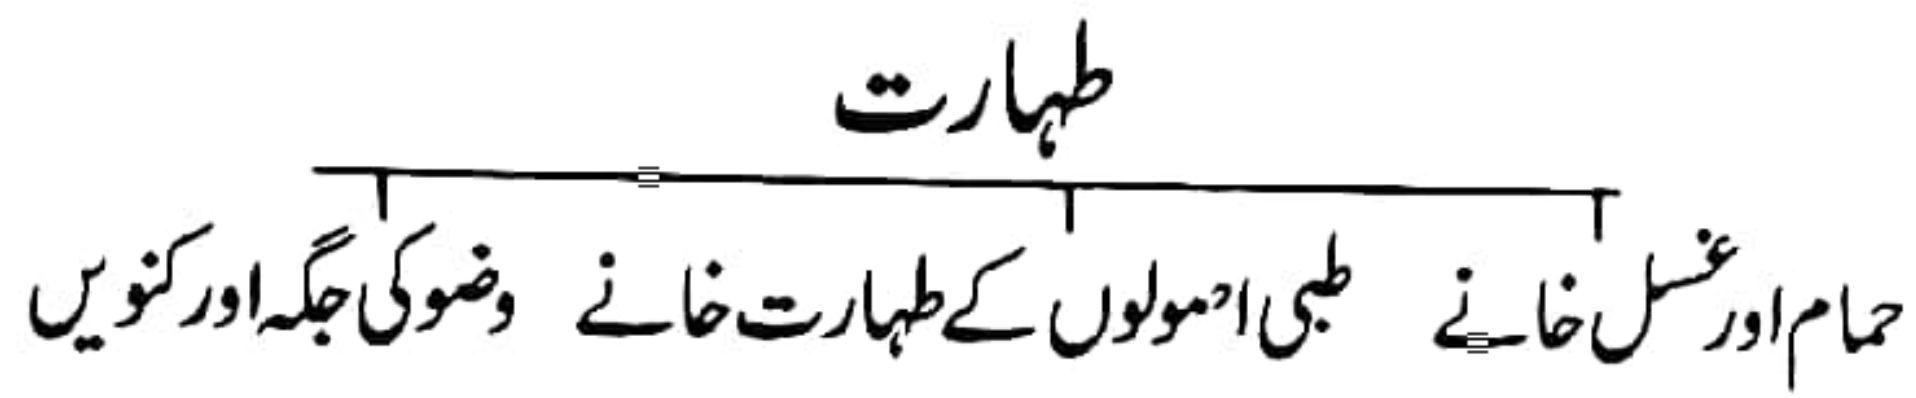 طہارت
حمام اور غسل خانے طبی اصولوں کے طہارت خانے وضو کی جگہ اور کنویں